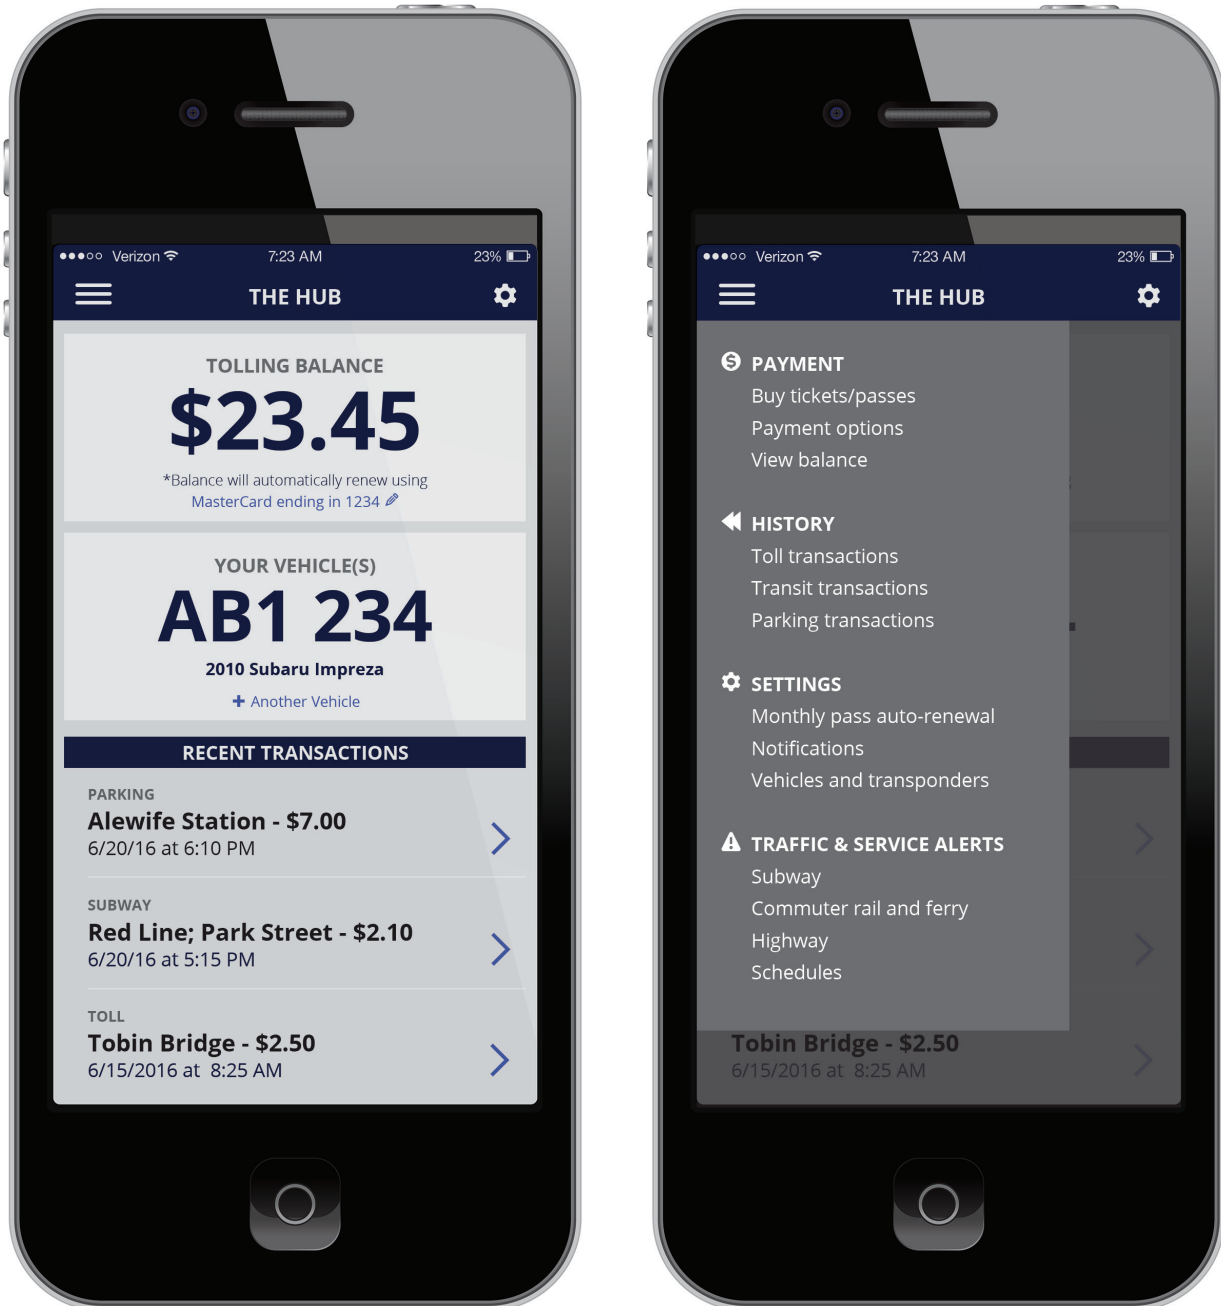 Verizon 7:23 AM 23%
THE HUB
TOLLING BALANCE
$23.45
*Balance will automatically renew using
MasterCard ending in 1234
YOUR VEHICLE(S)
AB1 234
2010 Subaru Impreza
+ Another Vehicle
RECENT TRANSACTIONS
PARKING
Alewife Station - $7.00
6/20/16 at 6:10 PM
SUBWAY
Red Line; Park Street - $2.10
6/20/16 at 5:15 PM
TOLL
Tobin Bridge - $2.50
6/15/2016 at 8:25 AM
Verizon 7:23 AM 23%
THE HUB
PAYMENT
Buy tickets/passes
Payment options
View balance
HISTORY
Toll transactions
Transit transactions
Parking transactions
SETTINGS
Monthly pass auto-renewal
Notifications
Vehicles and transponders
TRAFFIC & SERVICE ALERTS
Subway
Commuter rail and ferry
Highway
Schedules
Tobin Bridge - $2.50
6/15/2016 at 8:25 AM